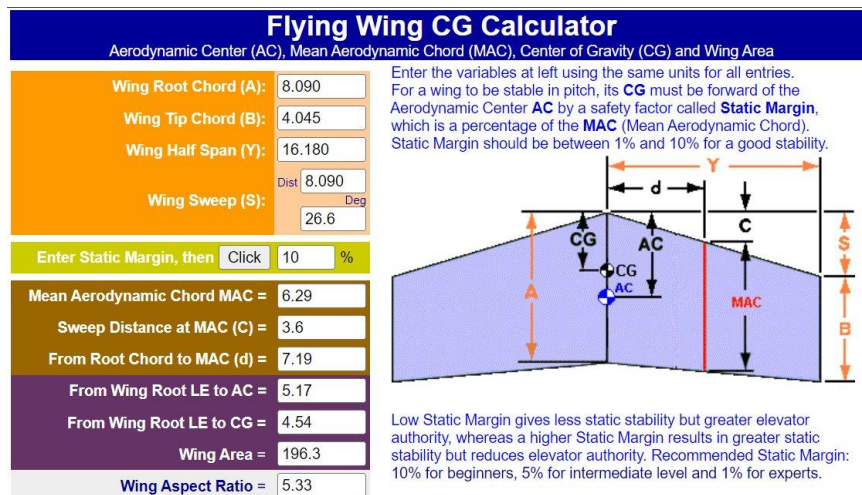 Flying Wing CG Calculator
Aerodynamic Center (AC), Mean Aerodynamic Chord (MAC), Center of Gravity (CG) and Wing Area
Wing Root Chord (A): 8.090
Wing Tip Chord (B): 4.045
Wing Half Span (Y): 16.180
Wing Sweep (S): Dist 8.090
Deg
26.6
Enter Static Margin, then Click 10 %
Mean Aerodynamic Chord MAC = 6.29
Sweep Distance at MAC (C) = 3.6
From Root Chord to MAC (d) = 7.19
From Wing Root LE to AC = 5.17
From Wing Root LE to CG = 4.54
Wing Area = 196.3
Wing Aspect Ratio = 5.33
Enter the variables at left using the same units for all entries.
For a wing to be stable in pitch, its CG must be forward of the
Aerodynamic Center AC by a safety factor called Static Margin,
which is a percentage of the MAC (Mean Aerodynamic Chord).
Static Margin should be between 1% and 10% for a good stability.
Y
d
C
S
CG
AC
CG
AC
A
MAC
B
Low Static Margin gives less static stability but greater elevator
authority, whereas a higher Static Margin results in greater static
stability but reduces elevator authority. Recommended Static Margin:
10% for beginners, 5% for intermediate level and 1% for experts.